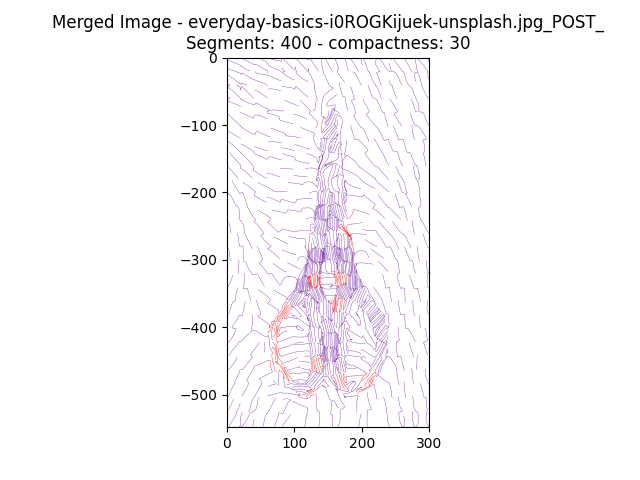 Merged Image - everyday-basics-i0ROGKijuek-unsplash.jpg_POST_
Segments: 400 - compactness: 30
0
−100
−200
−300
−400
−500
0 100 200 300